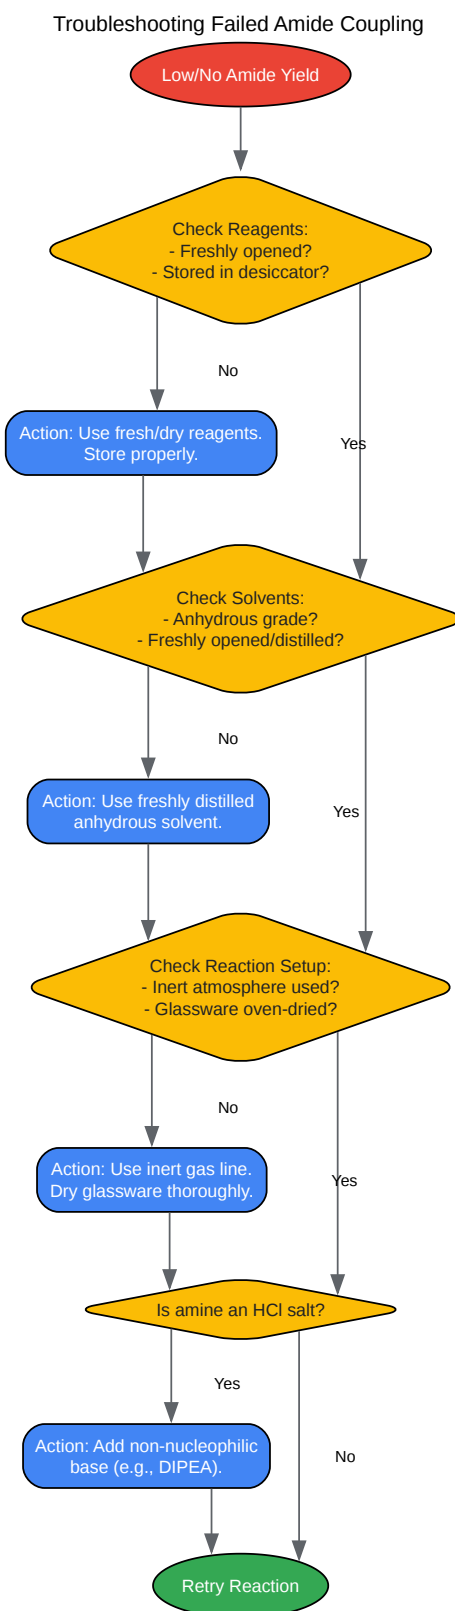 Troubleshooting Failed Amide Coupling
Low/No Amide Yield
Check Reagents:
- Freshly opened?
- Stored in desiccator?
No
Action: Use fresh/dry reagents.
Store properly.
Yes
Check Solvents:
- Anhydrous grade?
- Freshly opened/distilled?
No
Action: Use freshly distilled
anhydrous solvent.
Yes
Check Reaction Setup:
- Inert atmosphere used?
- Glassware oven-dried?
No
Action: Use inert gas line.
Dry glassware thoroughly.
Yes
Is amine an HCl salt?
Yes
Action: Add non-nucleophilic
base (e.g., DIPEA).
No
Retry Reaction